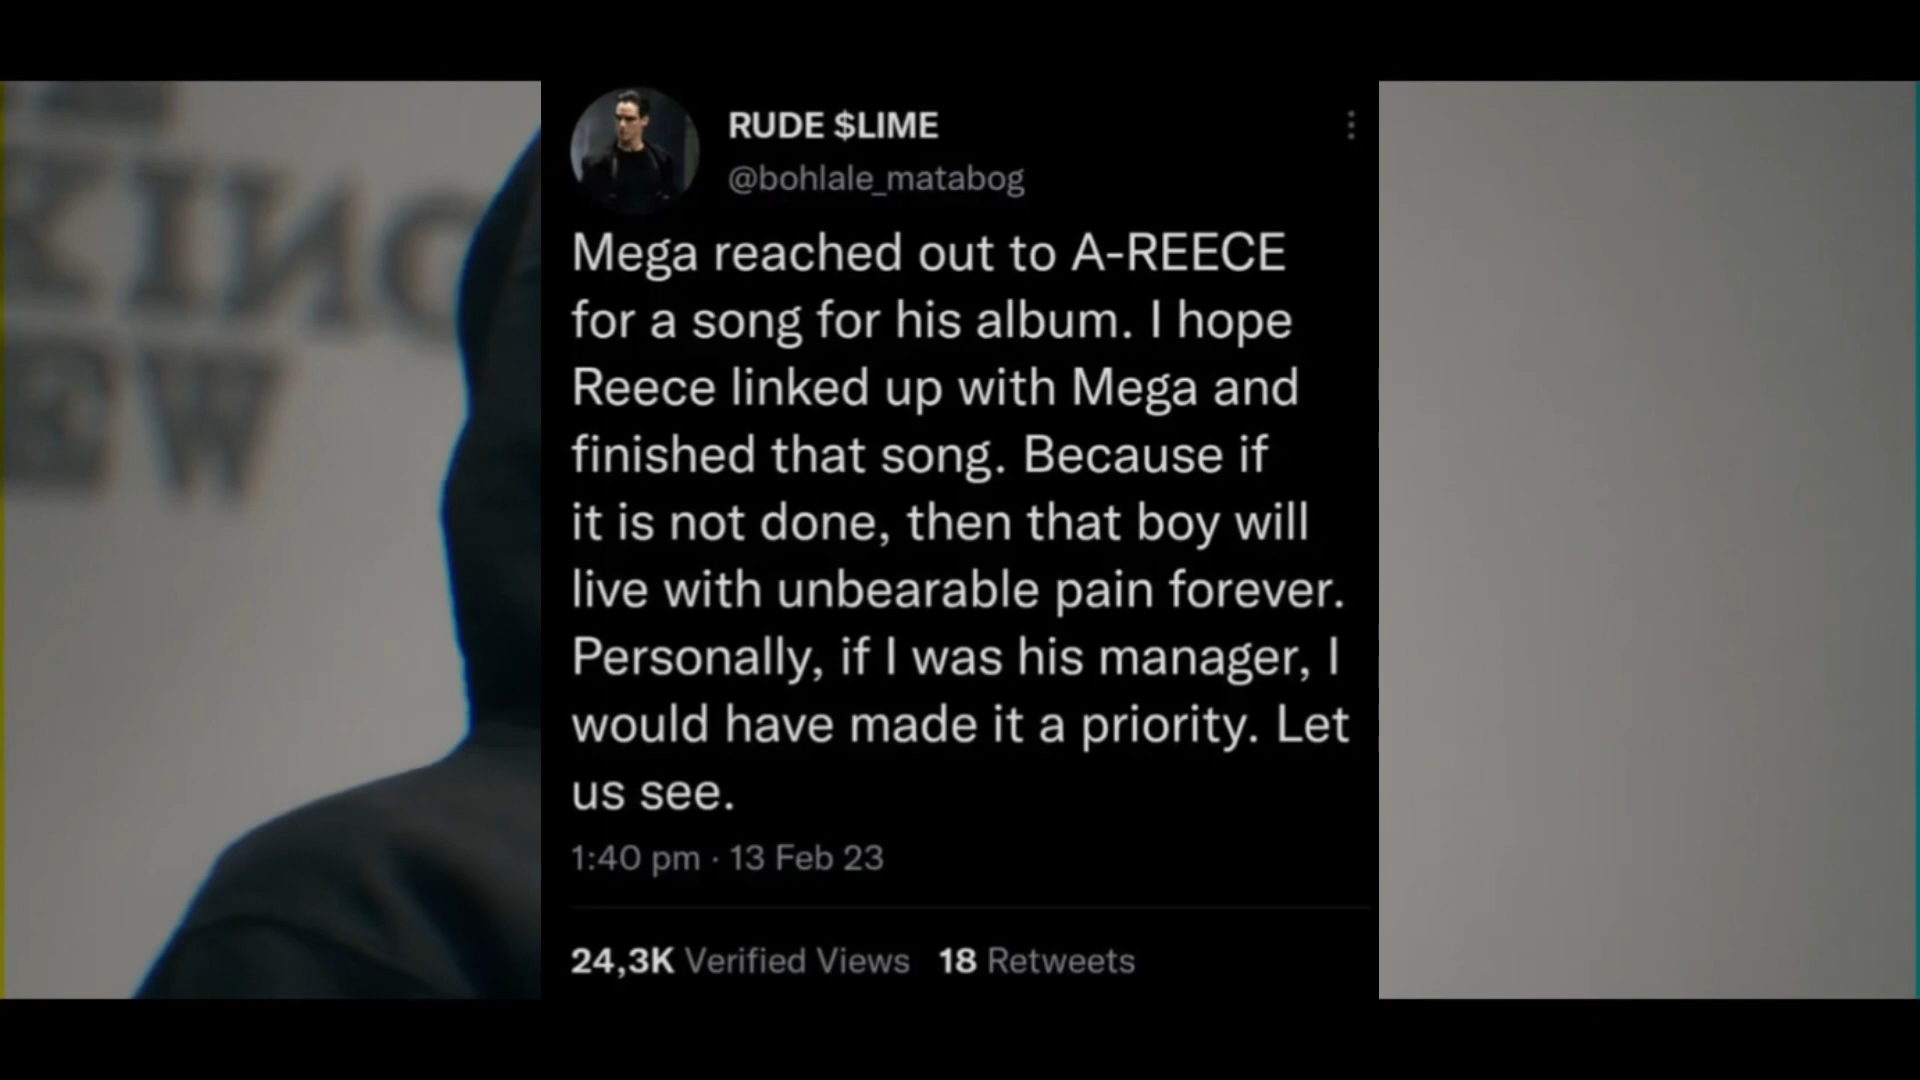 RUDE $LIME
@bohlale_matabog
Mega reached out to A-REECE
for a song for his album. I hope
Reece linked up with Mega and
finished that song. Because if
it is not done, then that boy will
live with unbearable pain forever.
Personally, if I was his manager, I
would have made it a priority. Let
us see.
1:40 pm · 13 Feb 23
24,3K Verified Views 18 Retweets